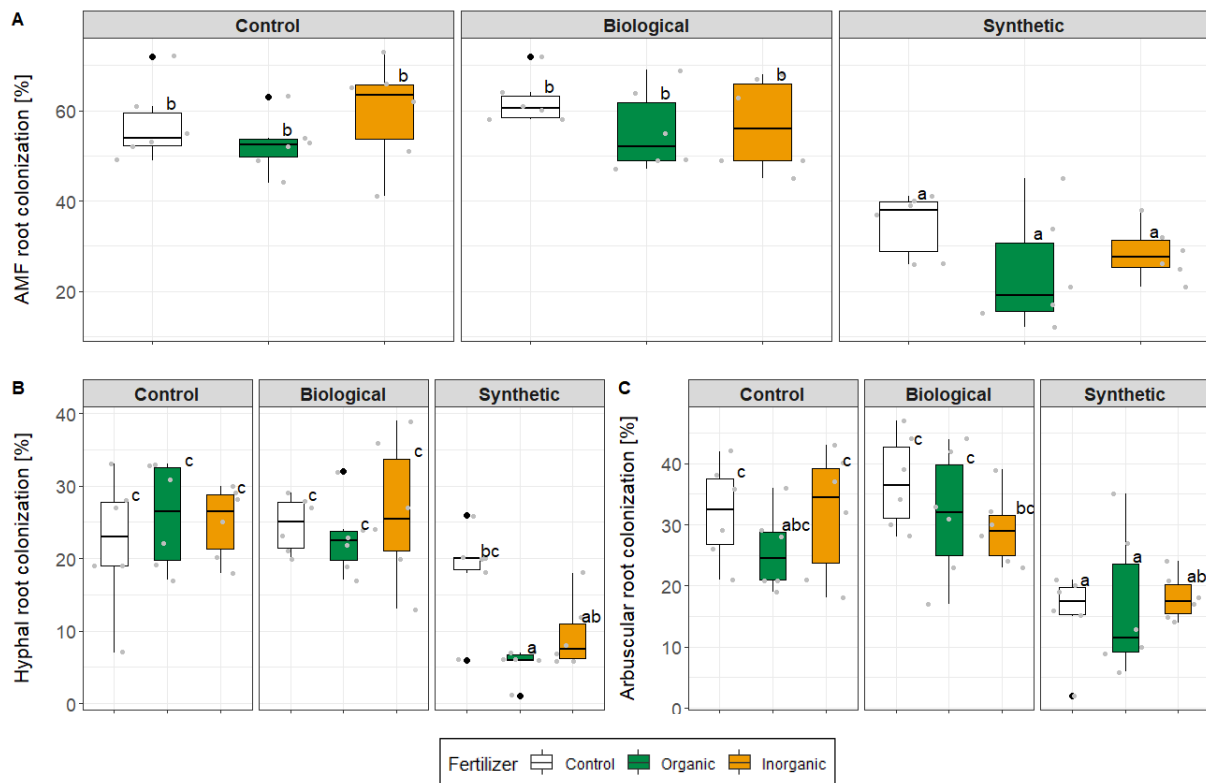 A
Control Biological Synthetic
AMF root colonization [%]
60
40
20
b b b b b b a a a
B
Control Biological Synthetic
Hyphal root colonization [%]
40
30
20
10
0
c c c c c c bc a ab
C
Control Biological Synthetic
Arbuscular root colonization [%]
40
30
20
10
0
c abc c c c bc a a ab
Fertilizer Control Organic Inorganic